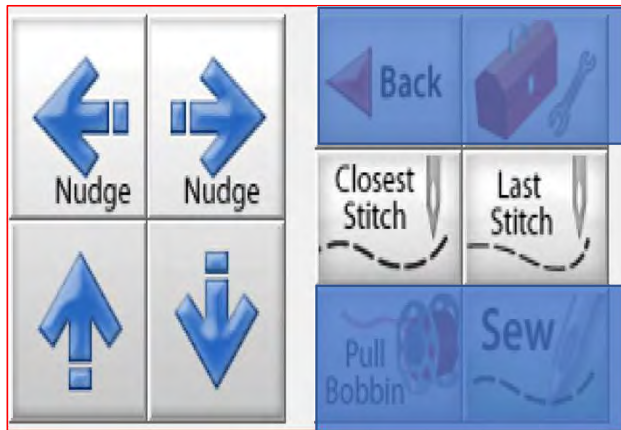 Nudge
Nudge
Back
Closest
Stitch
Last
Stitch
Pull
Bobbin
Sew